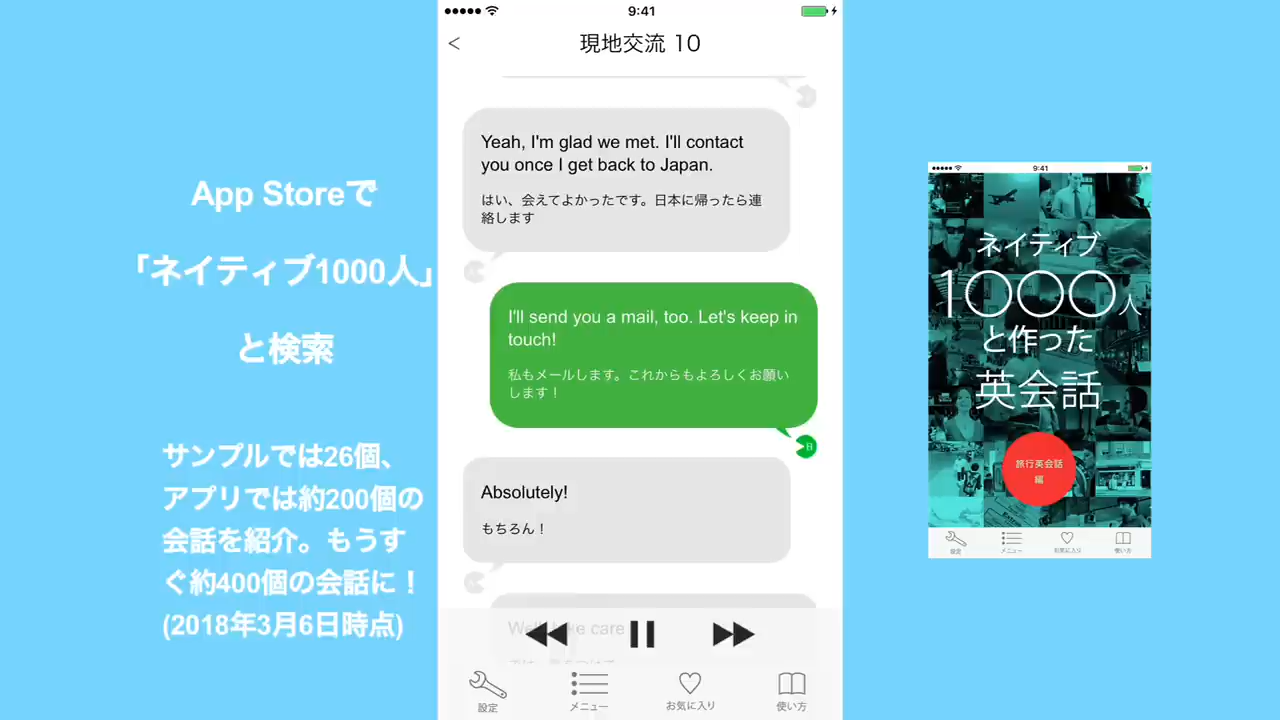 App Storeで
「ネイティブ1000人」
と検索
サンプルでは26個、
アプリでは約200個の
会話を紹介。もうす
ぐ約400個の会話に！
(2018年3月6日時点)
9:41
<
現地交流 10
Yeah, I'm glad we met. I'll contact
you once I get back to Japan.
はい、会えてよかったです。日本に帰ったら連
絡します
I'll send you a mail, too. Let's keep in
touch!
私もメールします。これからもよろしくお願い
します！
B
Absolutely!
もちろん！
care
設定
メニュー
お気に入り
使い方
9:41
ネイティブ
1000人
と作った
英会話
旅行英会話
編
設定
メニュー
お気に入り
使い方